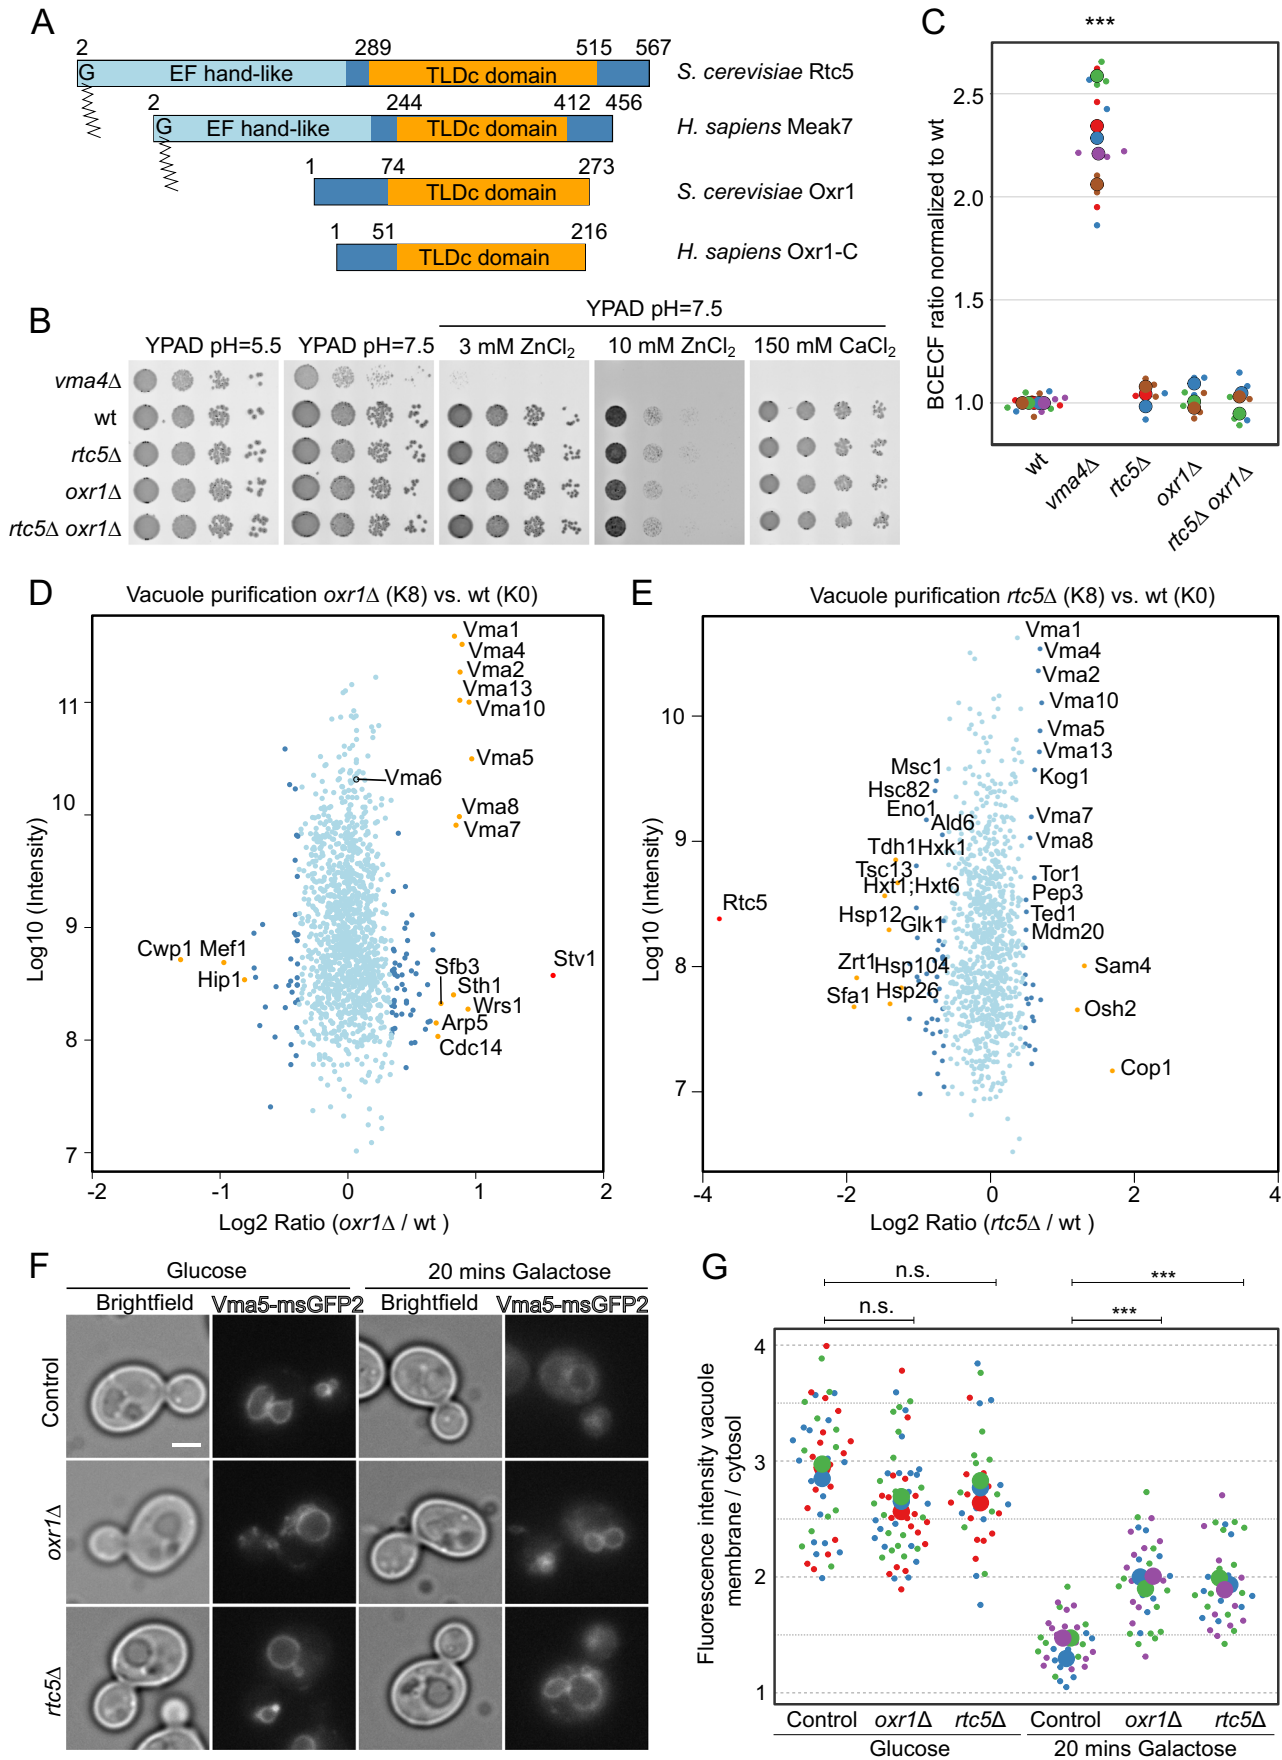 A
2 289 515 567
G EF hand-like TLDc domain S. cerevisiae Rtc5
2 244 412 456
G EF hand-like TLDc domain H. sapiens Meak7
1 74 273
TLDc domain S. cerevisiae Oxr1
1 51 216
TLDc domain H. sapiens Oxr1-C
B
YPAD pH=7.5
YPAD pH=5.5 YPAD pH=7.5 3 mM ZnCl2 10 mM ZnCl2 150 mM CaCl2
vma4Δ
wt
rtc5Δ
oxr1Δ
rtc5Δ oxr1Δ
C
***
BCECF ratio normalized to wt
2.5
2.0
1.5
1.0
wt
vma4Δ
rtc5Δ
oxr1Δ
rtc5Δ oxr1Δ
D
Vacuole purification oxr1Δ (K8) vs. wt (K0)
Log10 (Intensity)
11
10
9
8
7
Vma1
Vma4
Vma2
Vma13
Vma10
Vma5
Vma6
Vma8
Vma7
Cwp1 Mef1
Hip1
Stv1
Sfb3
Sth1
Wrs1
Arp5
Cdc14
-2 -1 0 1 2
Log2 Ratio (oxr1Δ / wt )
E
Vacuole purification rtc5Δ (K8) vs. wt (K0)
Log10 (Intensity)
10
9
8
7
Vma1
Vma4
Vma2
Vma10
Vma5
Vma13
Kog1
Vma7
Vma8
Tor1
Pep3
Ted1
Mdm20
Msc1
Hsc82
Eno1
Ald6
Tdh1 Hxk1
Tsc13
Hxt1;Hxt6
Rtc5
Hsp12
Glk1
Zrt1 Hsp104
Sfa1 Hsp26
Sam4
Osh2
Cop1
-4 -2 0 2 4
Log2 Ratio (rtc5Δ / wt )
F
Glucose 20 mins Galactose
Brightfield Vma5-msGFP2 Brightfield Vma5-msGFP2
Control
oxr1Δ
rtc5Δ
G
n.s. ***
n.s. ***
Fluorescence intensity vacuole
membrane / cytosol
4
3
2
1
Control oxr1Δ rtc5Δ Control oxr1Δ rtc5Δ
Glucose 20 mins Galactose